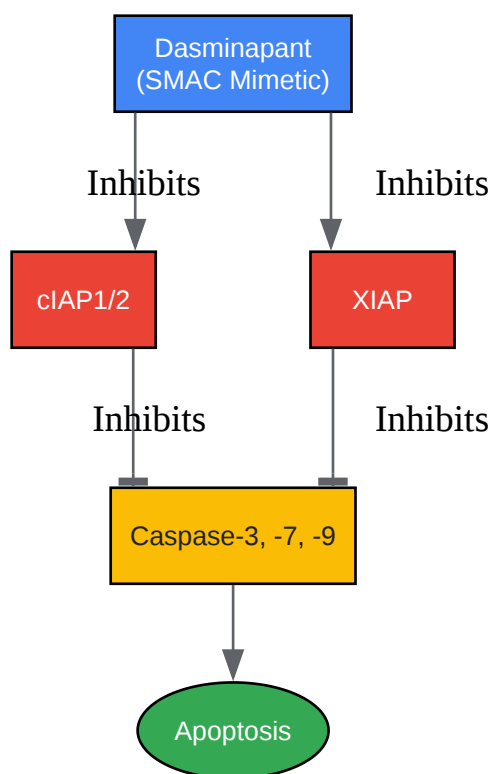 Dasminapant
(SMAC Mimetic)
Inhibits
Inhibits
cIAP1/2
XIAP
Inhibits
Inhibits
Caspase-3, -7, -9
Apoptosis